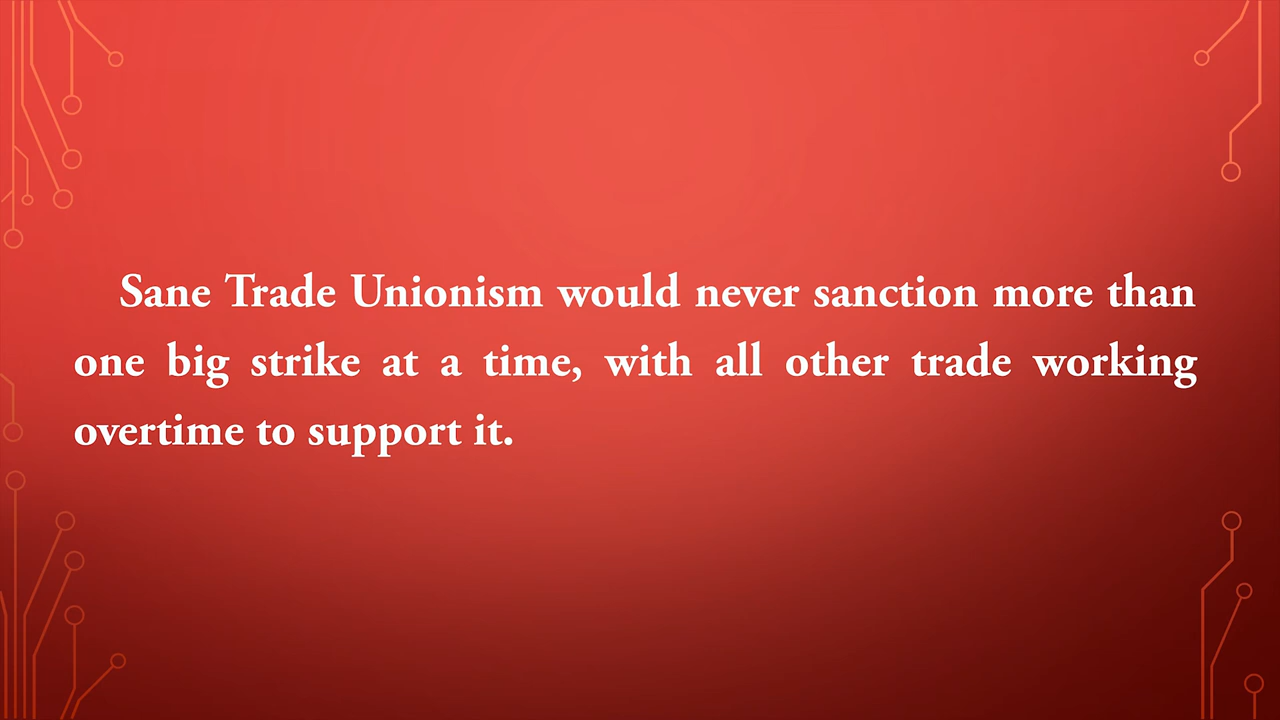 Sane Trade Unionism would never sanction more than
one big strike at a time, with all other trade working
overtime to support it.